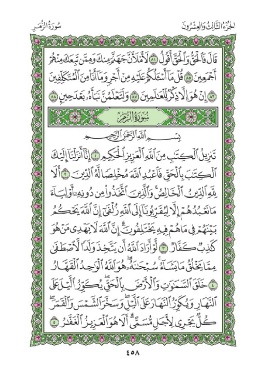 الجزء الثالث والعشرون
سورة الزمر
قَالَ فَٱلْحَقُّ وَٱلْحَقَّ أَقُولُ ٨٤ لَأَمْلَأَنَّ جَهَنَّمَ مِنكَ وَمِمَّن تَبِعَكَ مِنْهُمْ
أَجْمَعِينَ ٨٥ قُلْ مَآ أَسْـَٔلُكُمْ عَلَيْهِ مِنْ أَجْرٍ وَمَآ أَنَا۠ مِنَ ٱلْمُتَكَلِّفِينَ
٨٦ إِنْ هُوَ إِلَّا ذِكْرٌ لِّلْعَٰلَمِينَ ٨٧ وَلَتَعْلَمُنَّ نَبَأَهُۥ بَعْدَ حِينٍۭ ٨٨
سُورَةُ الزُّمَرِ
بِسْمِ ٱللَّهِ ٱلرَّحْمَٰنِ ٱلرَّحِيمِ
تَنزِيلُ ٱلْكِتَٰبِ مِنَ ٱللَّهِ ٱلْعَزِيزِ ٱلْحَكِيمِ ١ إِنَّآ أَنزَلْنَآ إِلَيْكَ
ٱلْكِتَٰبَ بِٱلْحَقِّ فَٱعْبُدِ ٱللَّهَ مُخْلِصًا لَّهُ ٱلدِّينَ ٢ أَلَا
لِلَّهِ ٱلدِّينُ ٱلْخَالِصُ وَٱلَّذِينَ ٱتَّخَذُوا۟ مِن دُونِهِۦٓ أَوْلِيَآءَ
مَا نَعْبُدُهُمْ إِلَّا لِيُقَرِّبُونَآ إِلَى ٱللَّهِ زُلْفَىٰٓ إِنَّ ٱللَّهَ يَحْكُمُ
بَيْنَهُمْ فِى مَا هُمْ فِيهِ يَخْتَلِفُونَ إِنَّ ٱللَّهَ لَا يَهْدِى مَنْ هُوَ
كَٰذِبٌ كَفَّارٌ ٣ لَّوْ أَرَادَ ٱللَّهُ أَن يَتَّخِذَ وَلَدًا لَّٱصْطَفَىٰ
مِمَّا يَخْلُقُ مَا يَشَآءُ سُبْحَٰنَهُۥ هُوَ ٱللَّهُ ٱلْوَٰحِدُ ٱلْقَهَّارُ
٤ خَلَقَ ٱلسَّمَٰوَٰتِ وَٱلْأَرْضَ بِٱلْحَقِّ يُكَوِّرُ ٱلَّيْلَ عَلَى
ٱلنَّهَارِ وَيُكَوِّرُ ٱلنَّهَارَ عَلَى ٱلَّيْلِ وَسَخَّرَ ٱلشَّمْسَ وَٱلْقَمَرَ
كُلٌّ يَجْرِى لِأَجَلٍ مُّسَمًّى أَلَا هُوَ ٱلْعَزِيزُ ٱلْغَفَّٰرُ ٥
٤٥٨